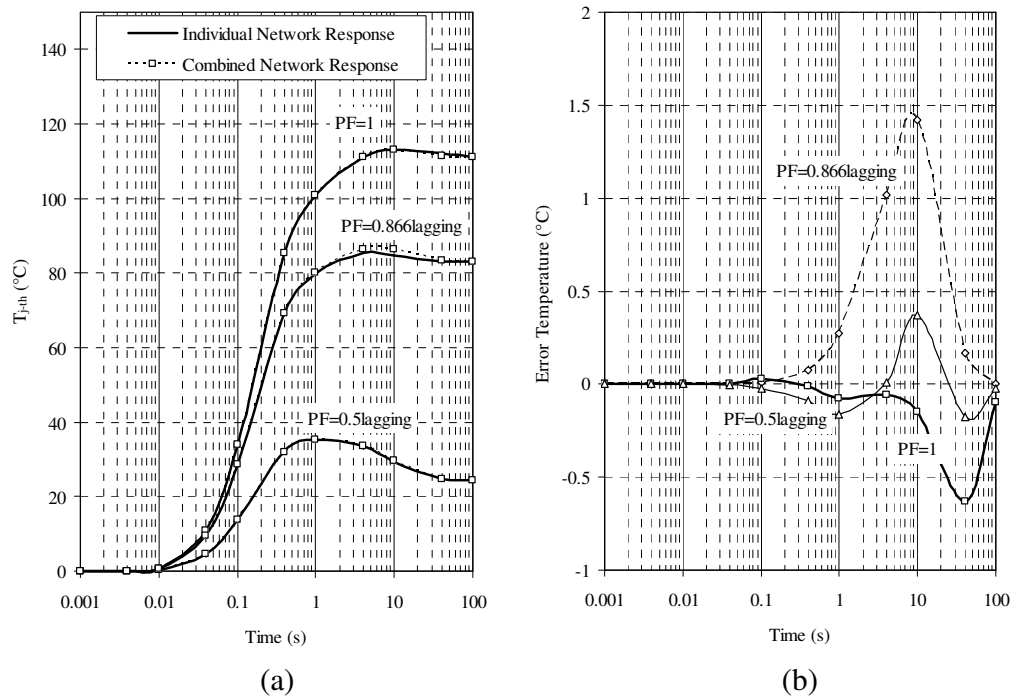 Individual Network Response
Combined Network Response
140
120
100
80
60
40
20
0
T_{j-th} (°C)
PF=1
PF=0.866lagging
PF=0.5lagging
0.001 0.01 0.1 1 10 100
Time (s)
(a)
2
1.5
1
0.5
0
-0.5
-1
Error Temperature (°C)
PF=0.866lagging
PF=0.5lagging
PF=1
0.001 0.01 0.1 1 10 100
Time (s)
(b)